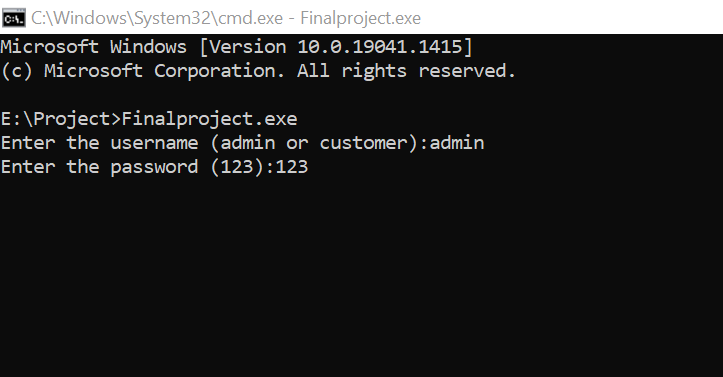 C:\Windows\System32\cmd.exe - Finalproject.exe
Microsoft Windows [Version 10.0.19041.1415]
(c) Microsoft Corporation. All rights reserved.
E:\Project>Finalproject.exe
Enter the username (admin or customer):admin
Enter the password (123):123